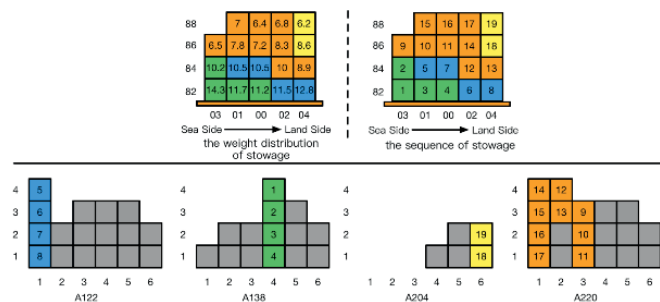 88 7 6.4 6.8 6.2
86 6.5 7.8 7.2 8.3 8.6
84 10.2 10.5 10.5 10 8.9
82 14.3 11.7 11.2 11.5 12.8
03 01 00 02 04
Sea Side Land Side
the weight distribution
of stowage
88 15 16 17 19
86 9 10 11 14 18
84 2 5 7 12 13
82 1 3 4 6 8
03 01 00 02 04
Sea Side Land Side
the sequence of stowage
4 5
3 6
2 7
1 8
1 2 3 4 5 6
A122
4 1
3 2
2 3
1 4
1 2 3 4 5 6
A138
4
3
2 19
1 18
1 2 3 4 5 6
A204
4 14 12
3 15 13 9
2 16 10
1 17 11
1 2 3 4 5 6
A220